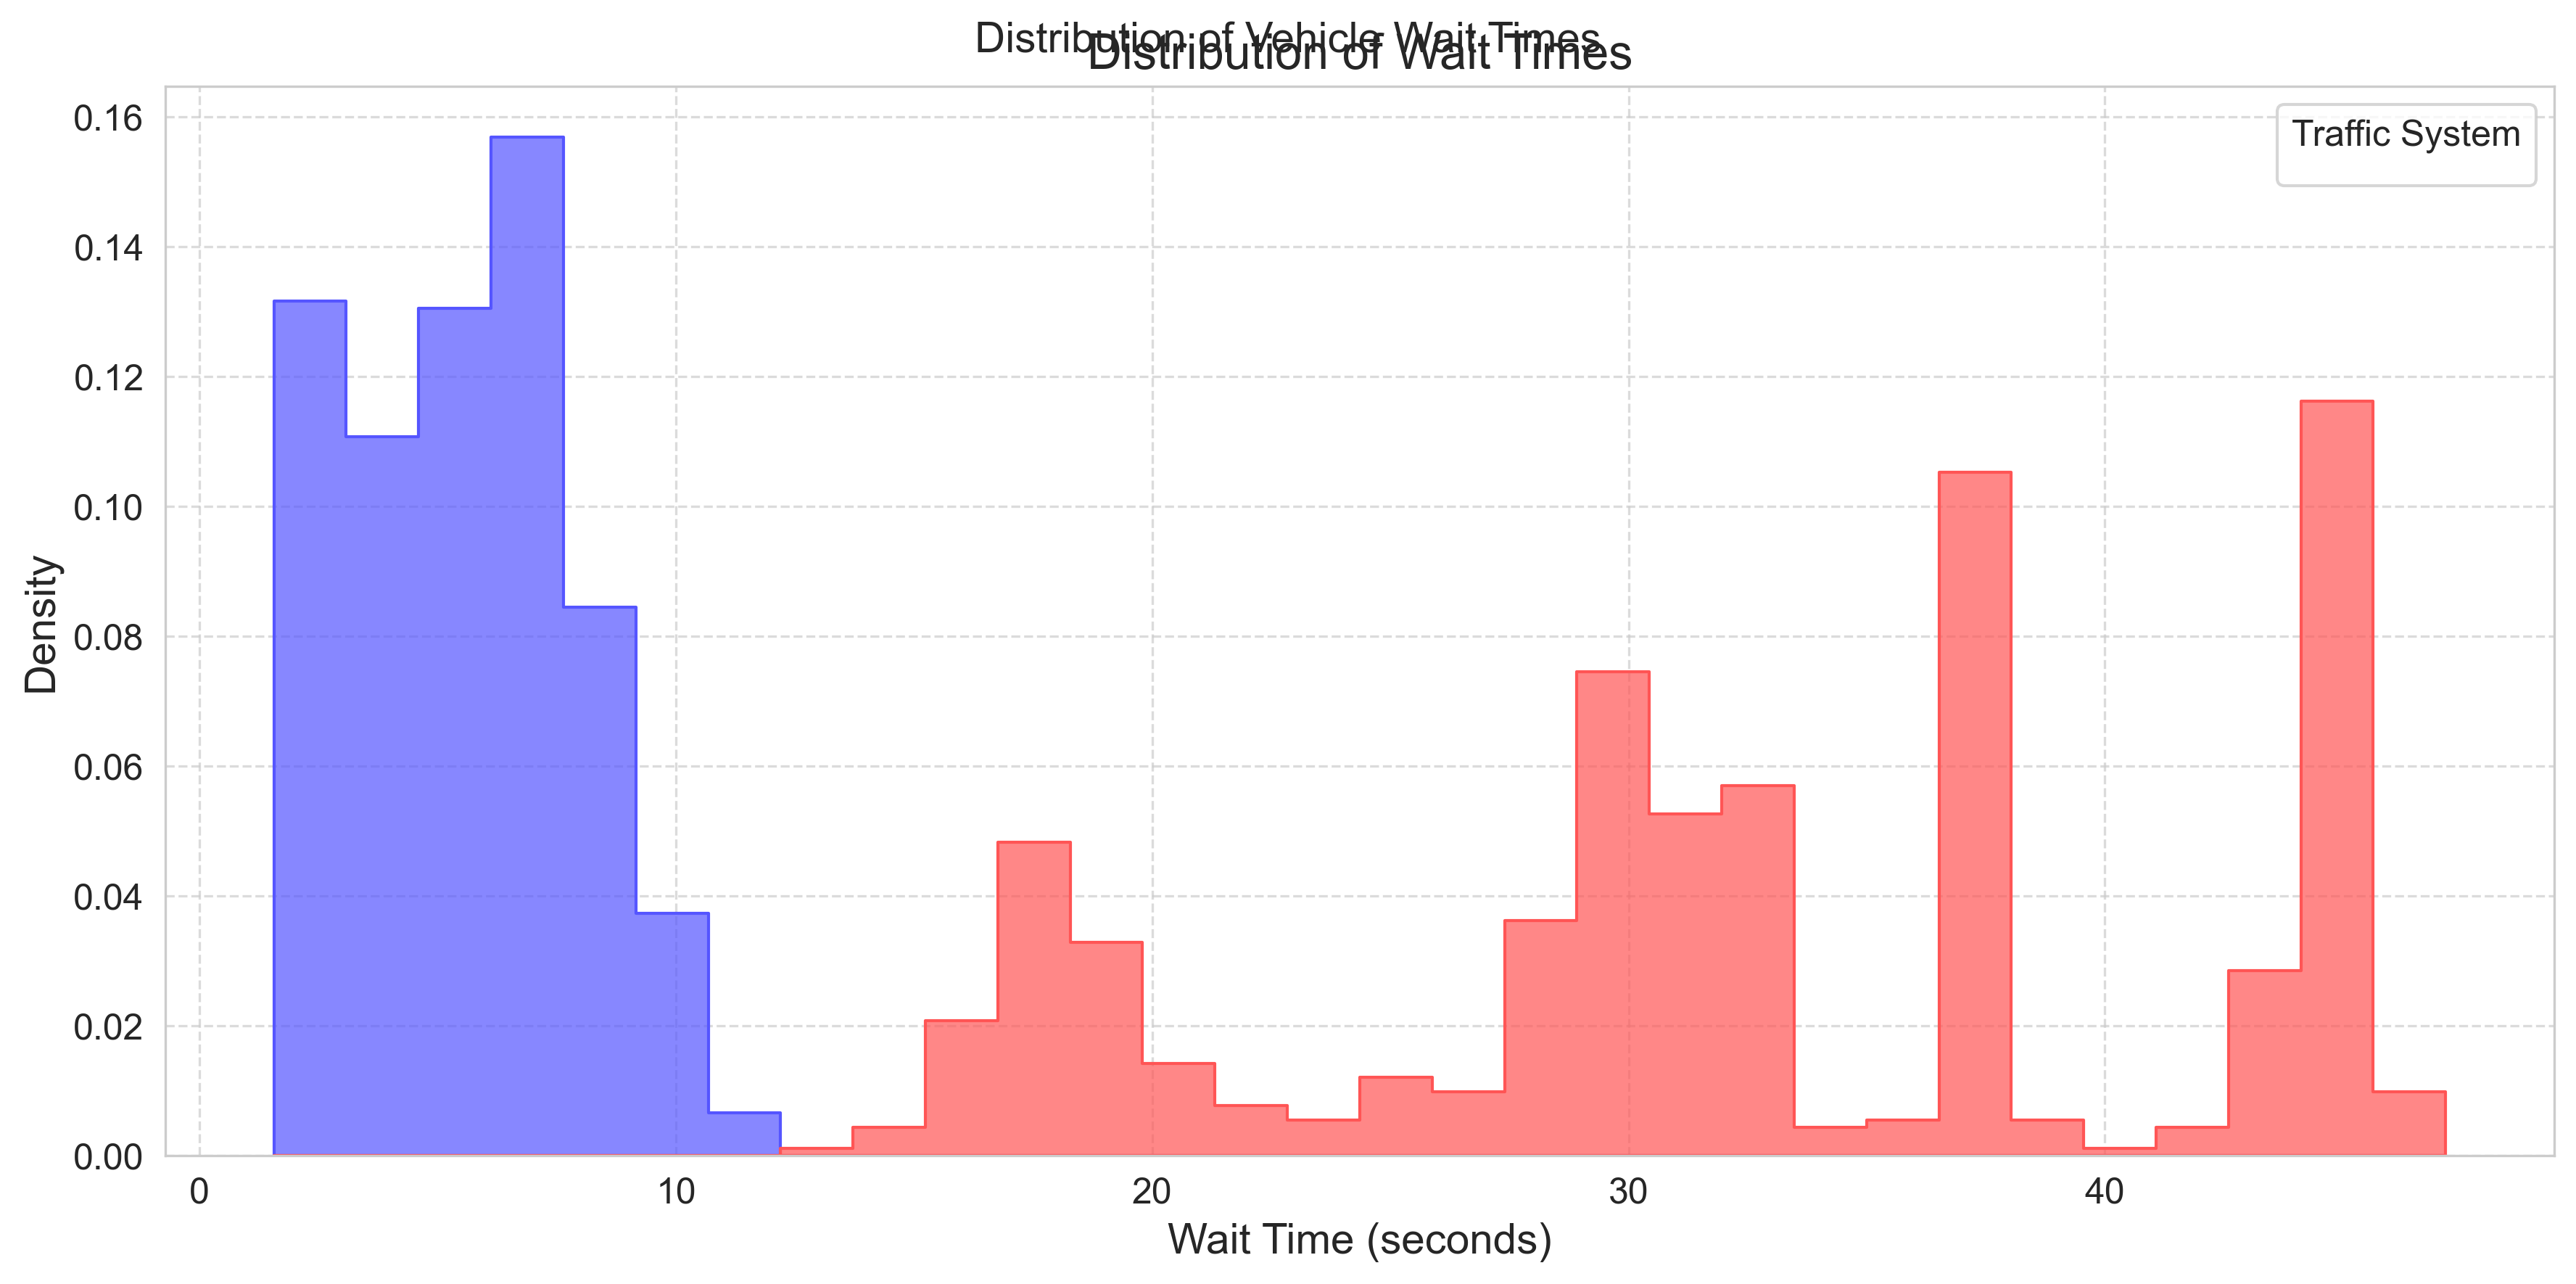 Distribution of Vehicle Wait Times
Distribution of Wait Times
Traffic System
0.16
0.14
0.12
0.10
0.08
0.06
0.04
0.02
0.00
Density
0
10
20
30
40
Wait Time (seconds)